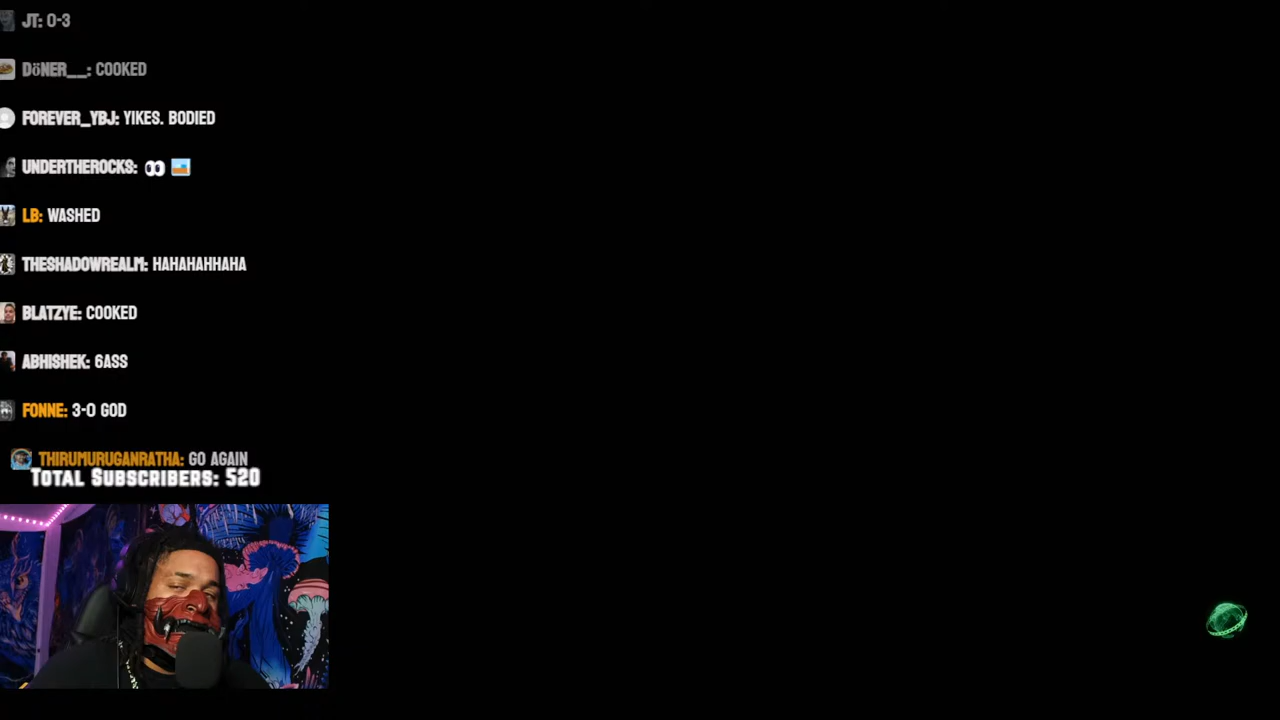 JT: 0-3
DöNER__: COOKED
FOREVER_YBJ: YIKES. BODIED
UNDERTHEROCKS: 👀 🏜️
LB: WASHED
THESHADOWREALM: HAHAHAHHAHA
BLATZYE: COOKED
ABHISHEK: 6ASS
FONNE: 3-0 GOD
THIRUMURUGANRATHA: GO AGAIN
TOTAL SUBSCRIBERS: 520